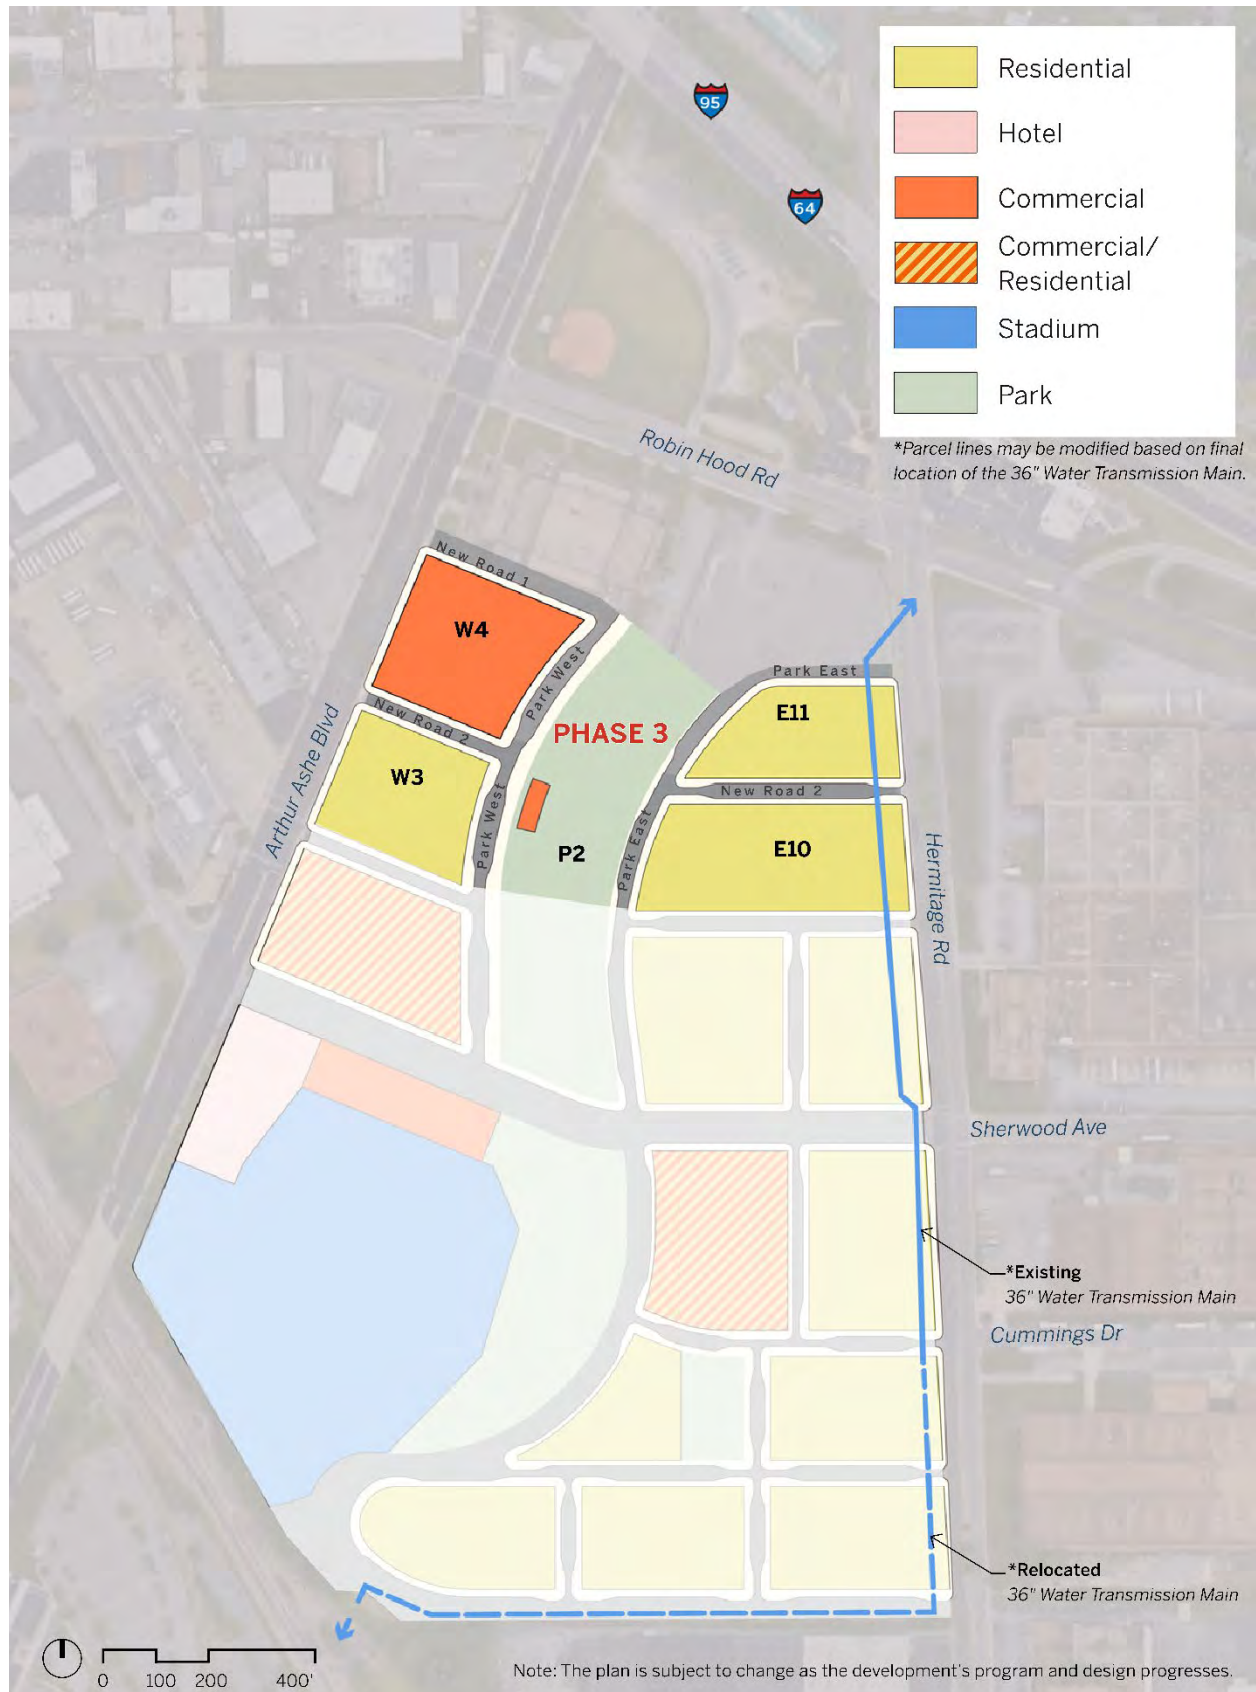 95
64
Residential
Hotel
Commercial
Commercial/
Residential
Stadium
Park
*Parcel lines may be modified based on final
location of the 36" Water Transmission Main.
Robin Hood Rd
New Road 1
W4
Park West
Park East
E11
New Road 2
PHASE 3
Arthur Ashe Blvd
W3
New Road 2
Park West
P2
Park East
E10
Hermitage Rd
Sherwood Ave
*Existing
36" Water Transmission Main
Cummings Dr
*Relocated
36" Water Transmission Main
0 100 200 400'
Note: The plan is subject to change as the development's program and design progresses.